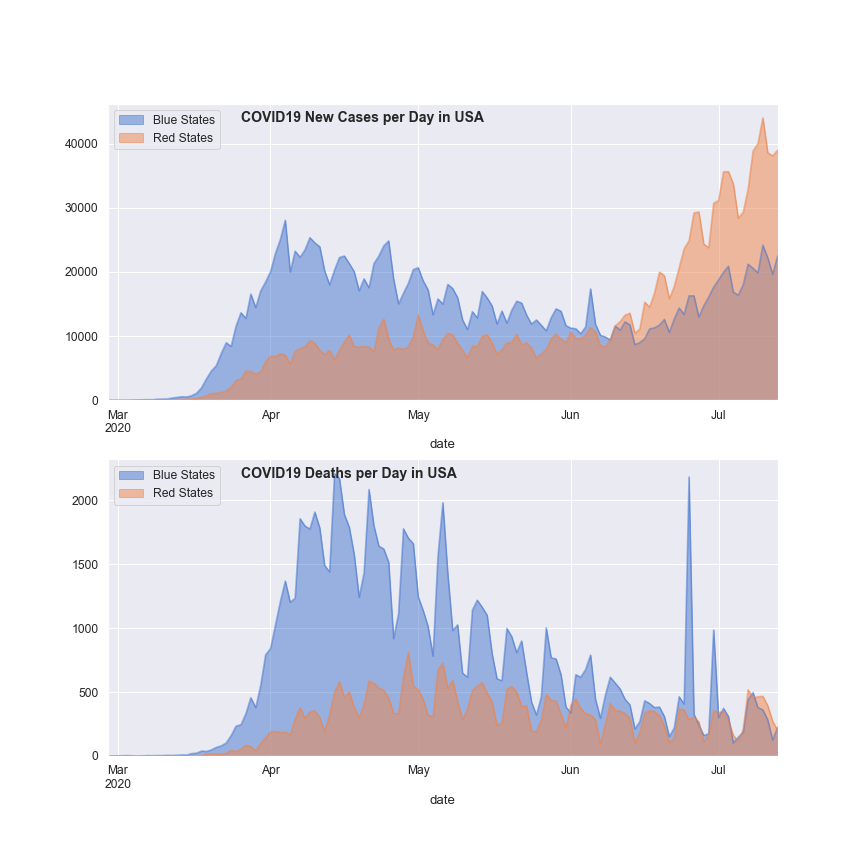 COVID19 New Cases per Day in USA
Blue States
Red States
40000
30000
20000
10000
0
Mar
2020
Apr
May
Jun
Jul
date
COVID19 Deaths per Day in USA
Blue States
Red States
2000
1500
1000
500
0
Mar
2020
Apr
May
Jun
Jul
date